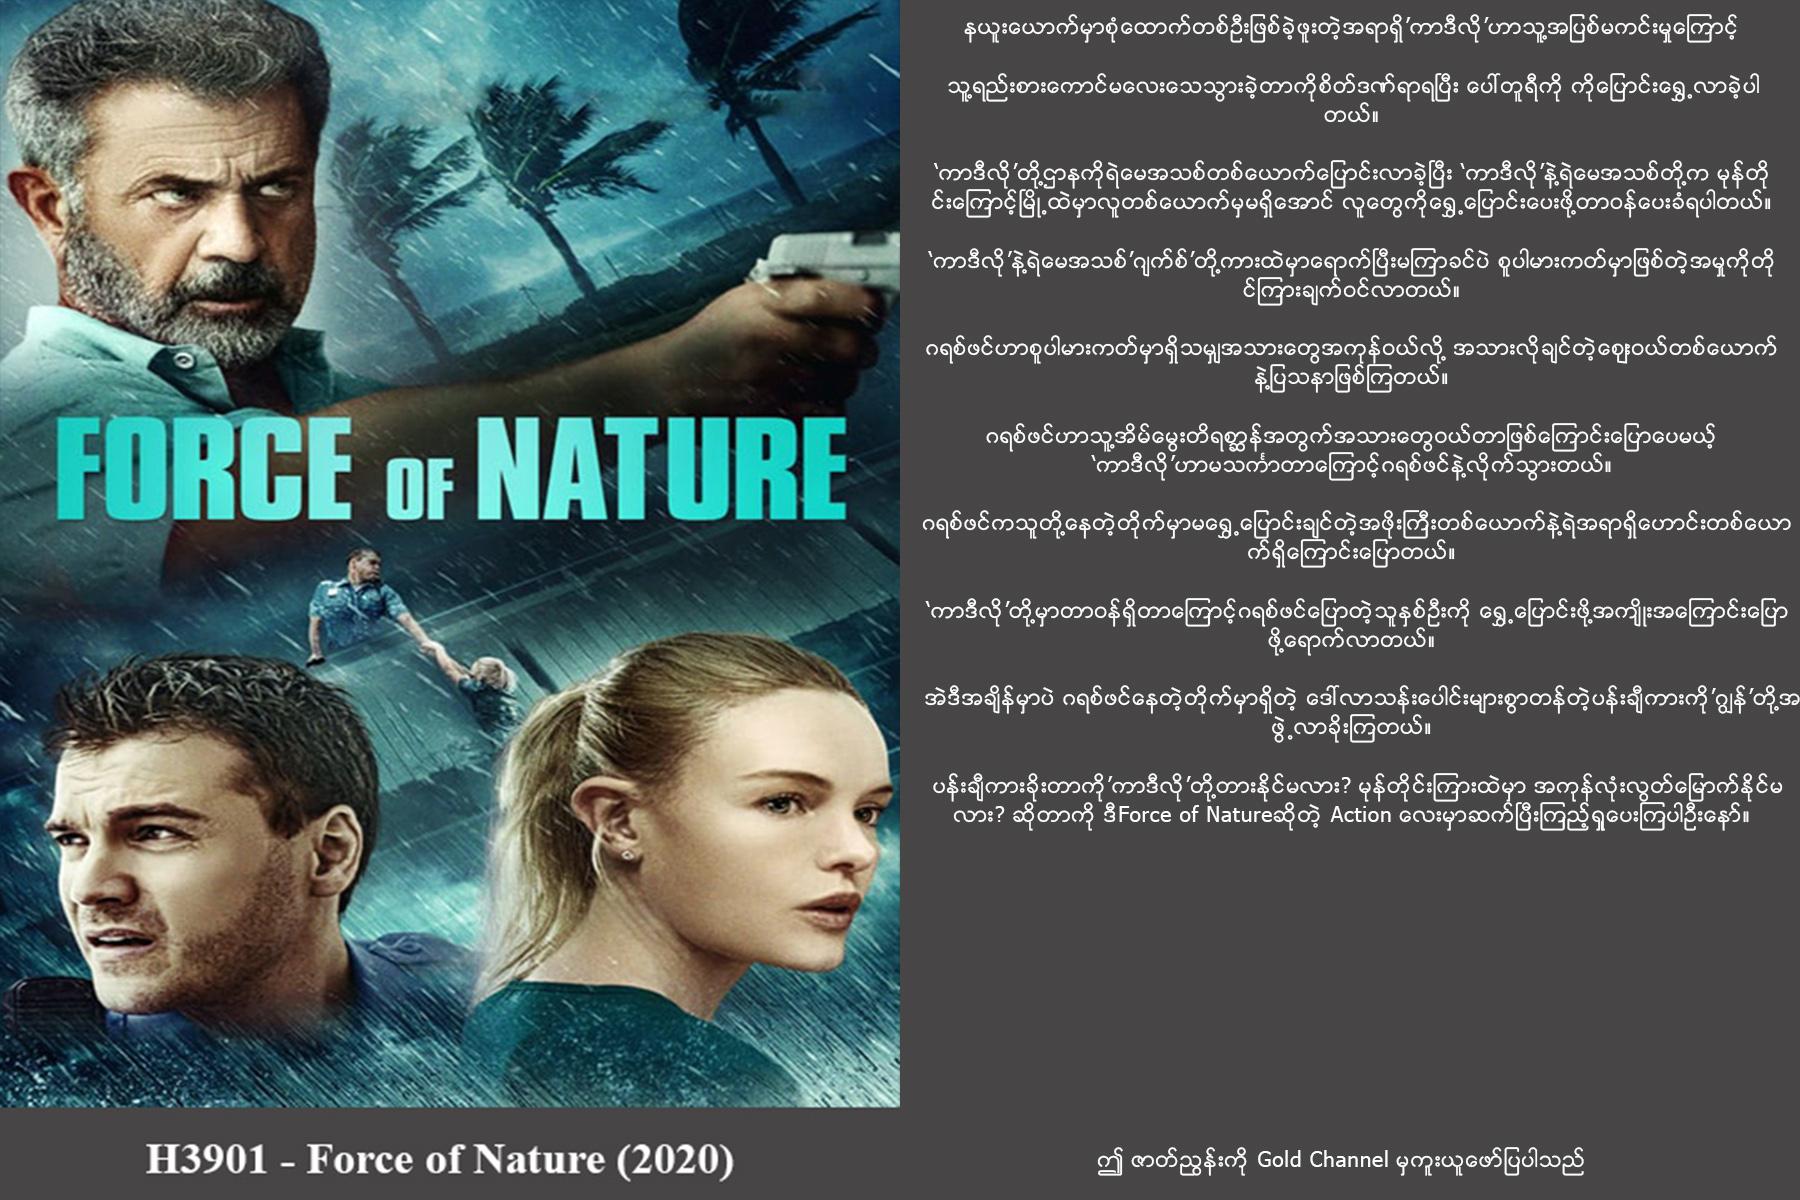 FORCE OF NATURE
H3901 - Force of Nature (2020)
နယူးယောက်မှာစုံထောက်တစ်ဦးဖြစ်ခဲ့ဖူးတဲ့အရာရှိ'ကာဒီလို'ဟာသူ့အပြစ်မကင်းမှုကြောင့်
သူ့ရည်းစားကောင်မလေးသေသွားခဲ့တာကိုစိတ်ဒဏ်ရာရပြီး ပေါ်တူရီကို ကိုပြောင်းရွှေ့လာခဲ့ပါ
တယ်။
'ကာဒီလို'တို့ဌာနကိုရဲမေအသစ်တစ်ယောက်ပြောင်းလာခဲ့ပြီး 'ကာဒီလို'နဲ့ရဲမေအသစ်တို့က မုန်တို
င်းကြောင့်မြို့ထဲမှာလူတစ်ယောက်မှမရှိအောင် လူတွေကိုရွှေ့ပြောင်းပေးဖို့တာဝန်ပေးခံရပါတယ်။
'ကာဒီလို'နဲ့ရဲမေအသစ်'ဂျက်စ်'တို့ကားထဲမှာရောက်ပြီးမကြာခင်ပဲ စူပါမားကတ်မှာဖြစ်တဲ့အမှုကိုတို
င်ကြားချက်ဝင်လာတယ်။
ဂရစ်ဖင်ဟာစူပါမားကတ်မှာရှိသမျှအသားတွေအကုန်ဝယ်လို့ အသားလိုချင်တဲ့ဈေးဝယ်တစ်ယောက်
နဲ့ပြသနာဖြစ်ကြတယ်။
ဂရစ်ဖင်ဟာသူ့အိမ်မွေးတိရစ္ဆာန်အတွက်အသားတွေဝယ်တာဖြစ်ကြောင်းပြောပေမယ့်
'ကာဒီလို'ဟာမသင်္ကာတာကြောင့်ဂရစ်ဖင်နဲ့လိုက်သွားတယ်။
ဂရစ်ဖင်ကသူတို့နေတဲ့တိုက်မှာမရွှေ့ပြောင်းချင်တဲ့အဖိုးကြီးတစ်ယောက်နဲ့ရဲအရာရှိဟောင်းတစ်ယော
က်ရှိကြောင်းပြောတယ်။
'ကာဒီလို'တို့မှာတာဝန်ရှိတာကြောင့်ဂရစ်ဖင်ပြောတဲ့သူနှစ်ဦးကို ရွှေ့ပြောင်းဖို့အကျိုးအကြောင်းပြော
ဖို့ရောက်လာတယ်။
အဲဒီအချိန်မှာပဲ ဂရစ်ဖင်နေတဲ့တိုက်မှာရှိတဲ့ ဒေါ်လာသန်းပေါင်းများစွာတန်တဲ့ပန်းချီကားကို'ဂျွန်'တို့အ
ဖွဲ့လာခိုးကြတယ်။
ပန်းချီကားခိုးတာကို'ကာဒီလို'တို့တားနိုင်မလား? မုန်တိုင်းကြားထဲမှာ အကုန်လုံးလွတ်မြောက်နိုင်မ
လား? ဆိုတာကို ဒီForce of Natureဆိုတဲ့ Action လေးမှာဆက်ပြီးကြည့်ရှုပေးကြပါဦးနော်။
ဤ ဇာတ်ညွှန်းကို Gold Channel မှကူးယူဖော်ပြပါသည်